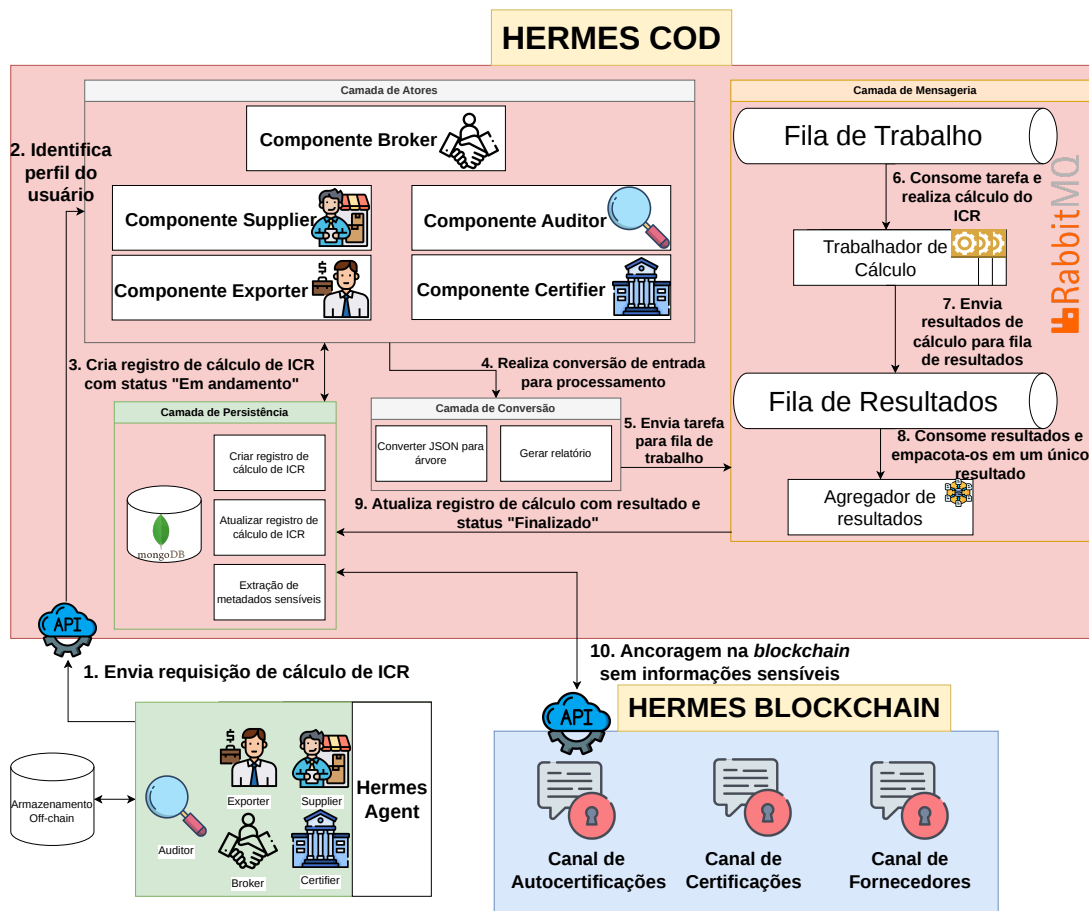 HERMES COD
Camada de Atores
Componente Broker
Componente Supplier
Componente Auditor
Componente Exporter
Componente Certifier
2. Identifica
perfil do
usuário
Camada de Mensageria
Fila de Trabalho
6. Consome tarefa e
realiza cálculo do
ICR
Trabalhador de
Cálculo
RabbitMQ
7. Envia
resultados de
cálculo para fila
de resultados
Fila de Resultados
8. Consome resultados e
empacota-os em um único
resultado
Agregador de
resultados
3. Cria registro de cálculo de ICR
com status "Em andamento"
4. Realiza conversão de entrada
para processamento
Camada de Persistência
Criar registro de
cálculo de ICR
Atualizar registro de
cálculo de ICR
Extração de
metadados sensíveis
mongoDB
Camada de Conversão
Converter JSON para
árvore
Gerar relatório
5. Envia tarefa
para fila de
trabalho
9. Atualiza registro de cálculo com resultado e
status "Finalizado"
API
1. Envia requisição de cálculo de ICR
10. Ancoragem na blockchain
sem informações sensíveis
API
HERMES BLOCKCHAIN
Canal de
Autocertificações
Canal de
Certificações
Canal de
Fornecedores
Armazenamento
Off-chain
$
Exporter
Supplier
Auditor
Broker
Certifier
Hermes
Agent
$